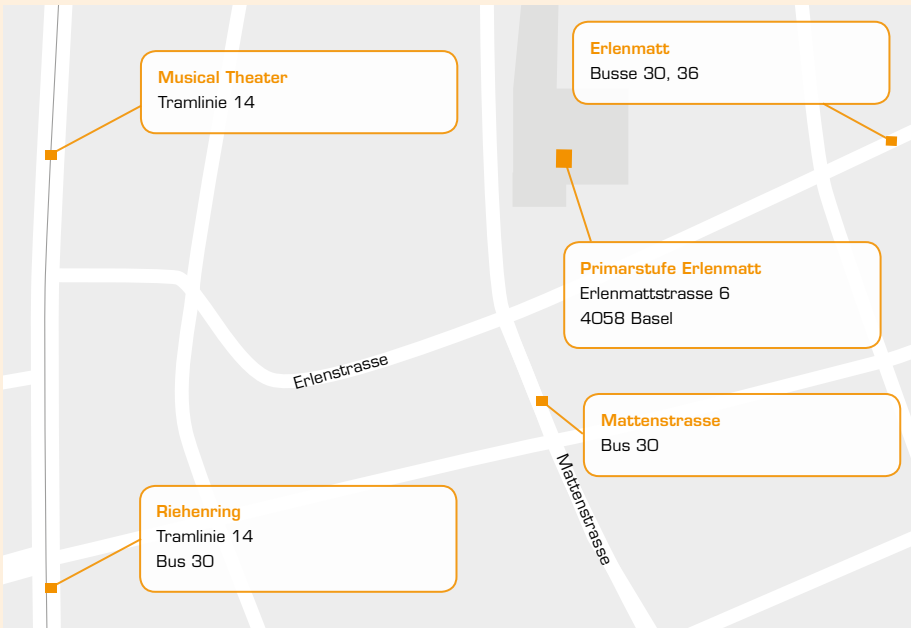 Musical Theater
Tramlinie 14
Erlenmatt
Busse 30, 36
Primarstufe Erlenmatt
Erlenmattstrasse 6
4058 Basel
Erlenstrasse
Mattenstrasse
Bus 30
Mattenstrasse
Riehenring
Tramlinie 14
Bus 30